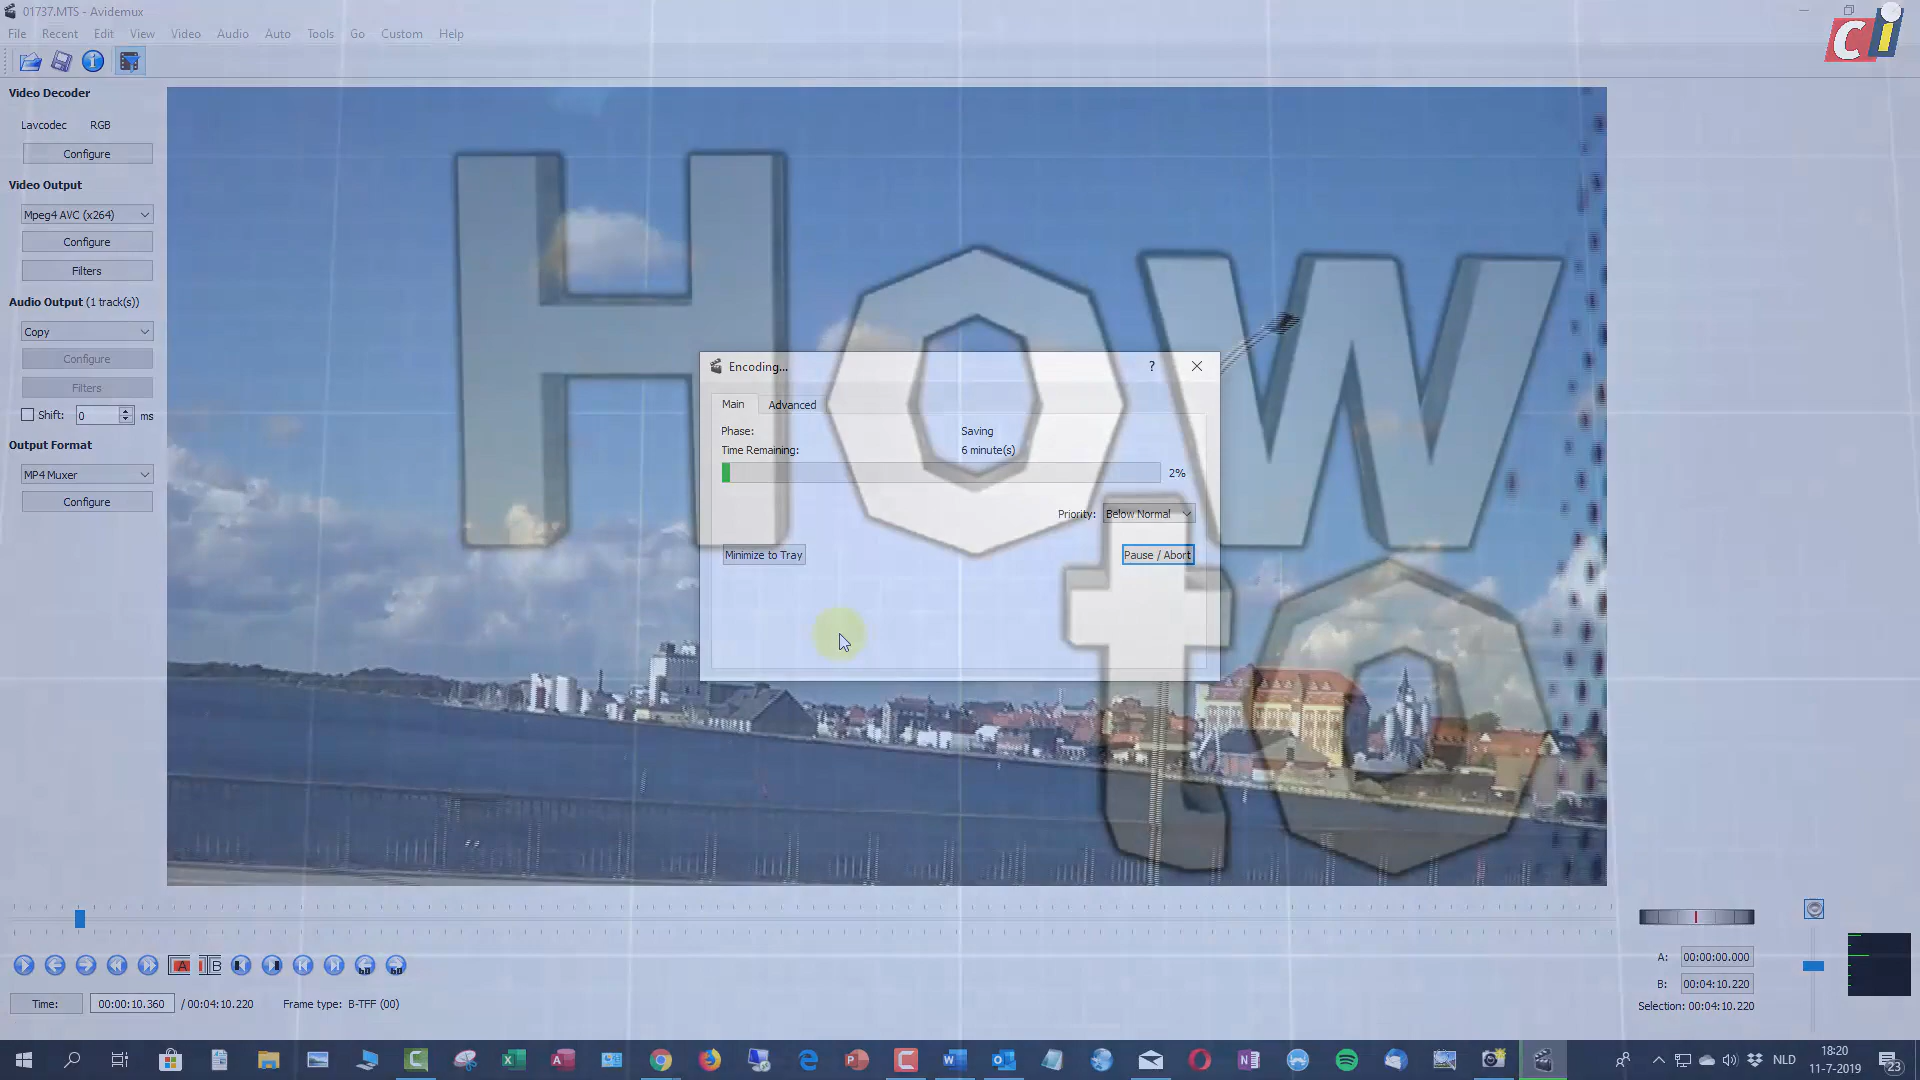 01737.MTS - Avidemux
File Recent Edit View Video Audio Auto Tools Go Custom Help
Ci
Video Decoder
Lavcodec RGB
Configure
Video Output
Mpeg4 AVC (x264)
Configure
Filters
Audio Output (1 track(s))
Copy
Configure
Filters
Shift: 0 ms
Output Format
MP4 Muxer
Configure
How
to
Encoding...
?
Main Advanced
Phase: Saving
Time Remaining: 6 minute(s)
2%
Priority: Below Normal
Minimize to Tray Pause / Abort
A B
60 60
Time: 00:00:10.360 / 00:04:10.220 Frame type: B-TFF (00)
A: 00:00:00.000
B: 00:04:10.220
Selection: 00:04:10.220
NLD
18:20
11-7-2019
23